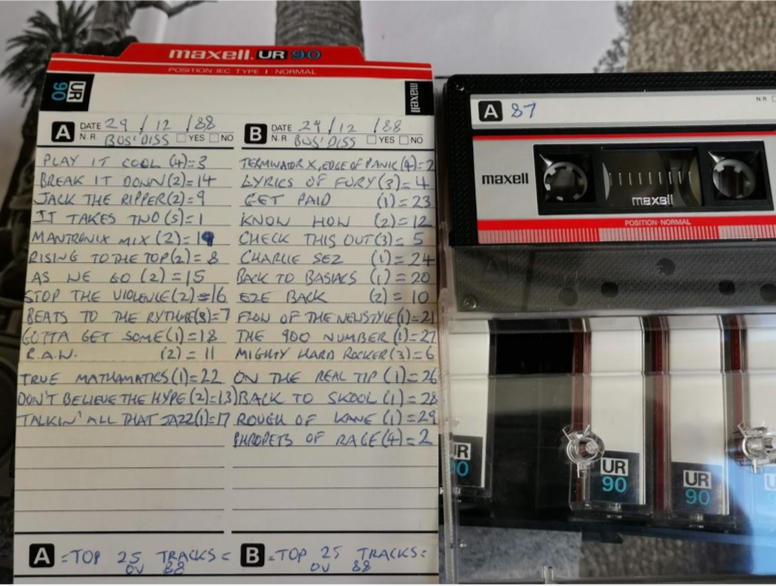 maxell. UR 90
POSITION IEC TYPE I · NORMAL
UR 90
maxell
A DATE 29 / 12 / 88
N.R. BUS' DISS YES NO
PLAY IT COOL (4)=3
BREAK IT DOWN (2)=14
JACK THE RIPPER (2)=9
IT TAKES TWO (5)=1
MANTRONIX MIX (2)=19
RISING TO THE TOP (2)=8
AS WE GO (2)=15
STOP THE VIOLENCE (2)=16
BEATS TO THE RYTHME (3)=7
GOTTA GET SOME (1)=18
R.A.W. (2)=11
TRUE MATHAMATICS (1)=22
DON'T BELIEVE THE HYPE (2)=13
TALKIN' ALL THAT JAZZ (1)=17
A =TOP 25 TRACKS=
OV 88
B DATE 29 / 12 / 88
N.R. BUS' DISS YES NO
TERMINATOR X, EDGE OF PANIK (4)=2
LYRICS OF FURY (3)=4
GET PAID (1)=23
KNOW HOW (2)=12
CHECK THIS OUT (3)=5
CHARLIE SEZ (1)=24
BACK TO BASIKS (1)=20
EZE BACK (2)=10
FLOW OF THE NEWSTYLE (1)=21
THE 900 NUMBER (1)=27
MIGHTY HARD ROCKER (3)=6
ON THE REAL TIP (1)=26
BACK TO SKOOL (1)=28
ROUGH OF KANE (1)=29
PHROPETS OF RAGE (4)=2
B =TOP 25 TRACKS=
OV 88
A 87
N.R.
maxell
maxell
POSITION·NORMAL
A
UR 90
UR 90
UR 90